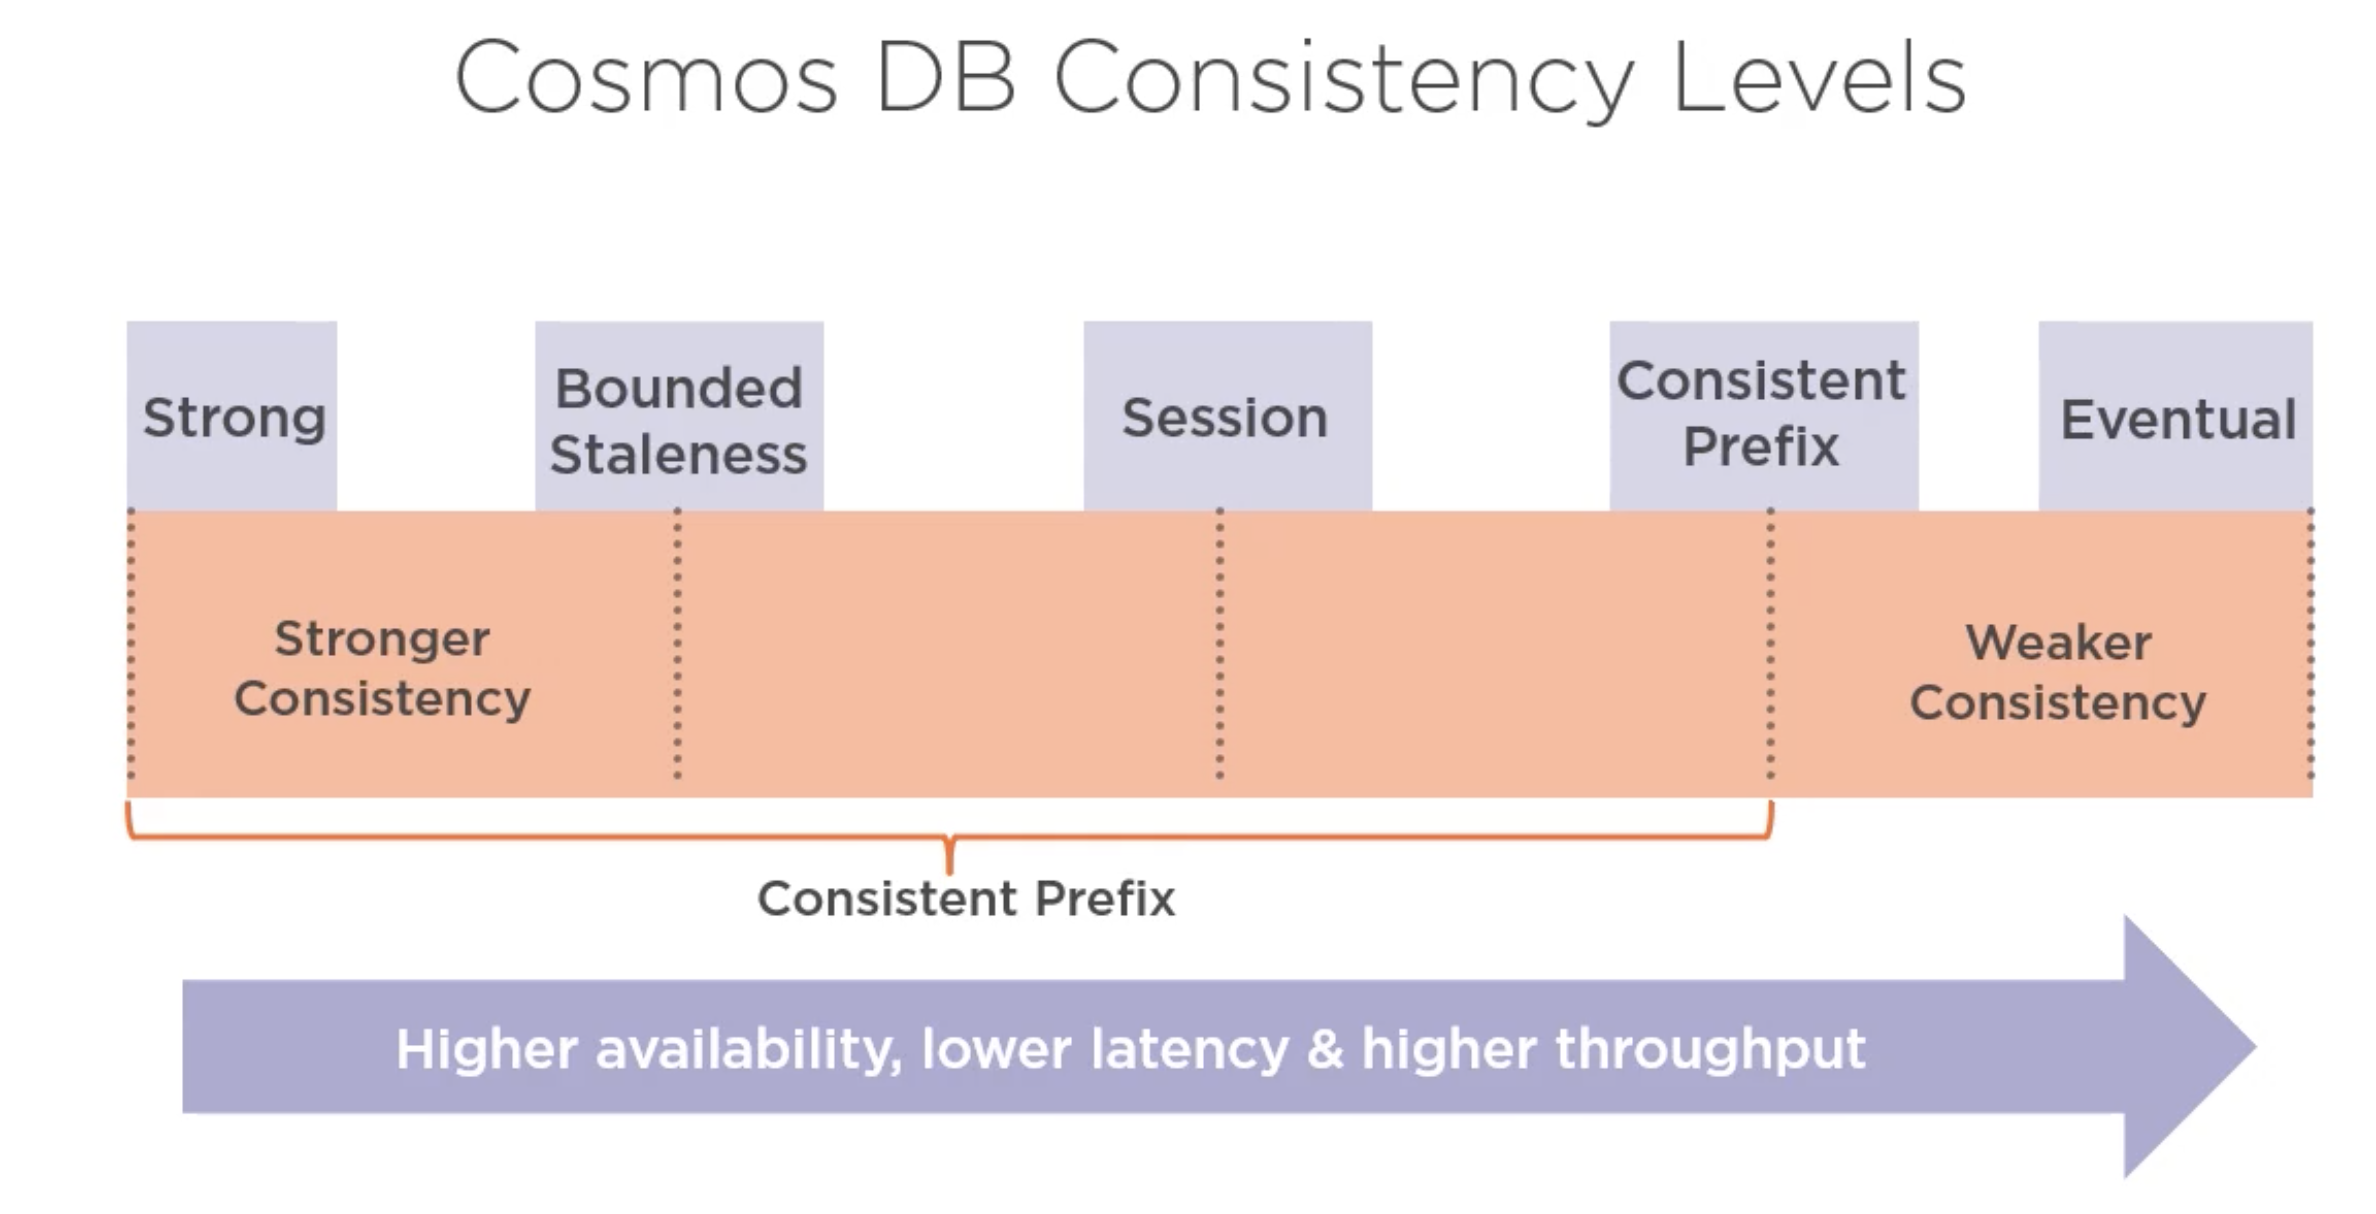 Cosmos DB Consistency Levels
Strong
Bounded
Staleness
Session
Consistent
Prefix
Eventual
Stronger
Consistency
Weaker
Consistency
Consistent Prefix
Higher availability, lower latency & higher throughput